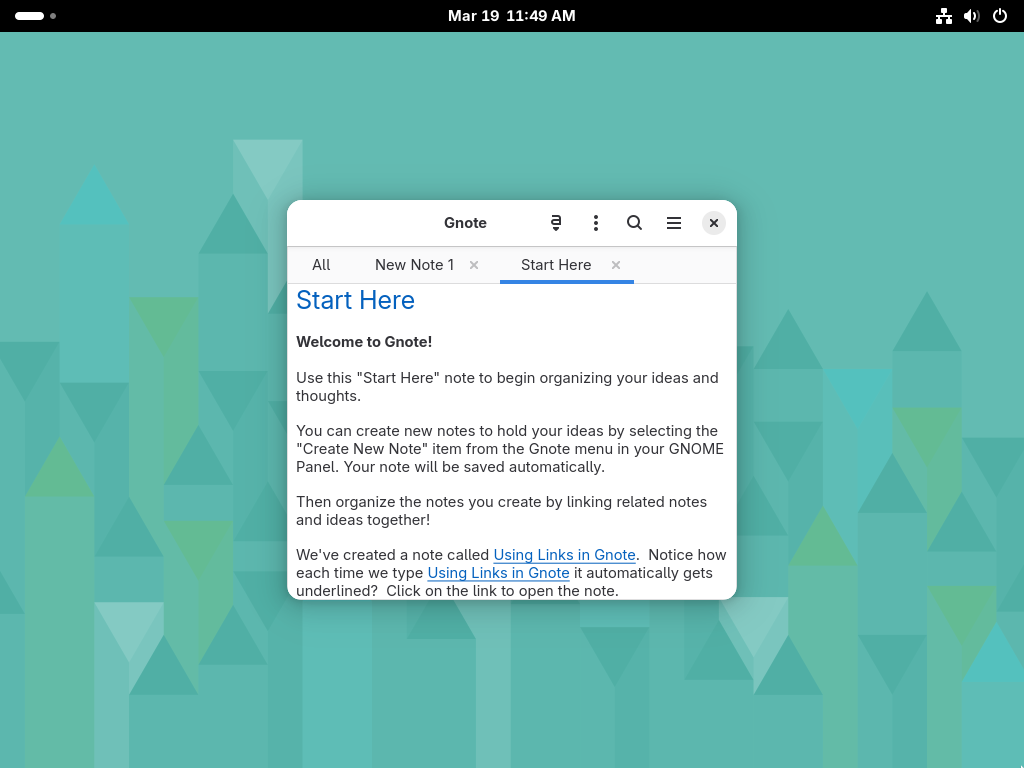 Mar 19  11:49 AM
Gnote
a
All
New Note 1
Start Here
Start Here
Welcome to Gnote!
Use this "Start Here" note to begin organizing your ideas and
thoughts.
You can create new notes to hold your ideas by selecting the
"Create New Note" item from the Gnote menu in your GNOME
Panel. Your note will be saved automatically.
Then organize the notes you create by linking related notes
and ideas together!
We've created a note called Using Links in Gnote.  Notice how
each time we type Using Links in Gnote it automatically gets
underlined?  Click on the link to open the note.